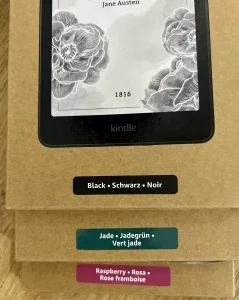 Jane Austen
1816
kindle
Black • Schwarz • Noir
Jade • Jadegrün •
Vert jade
Raspberry • Rosa •
Rose framboise